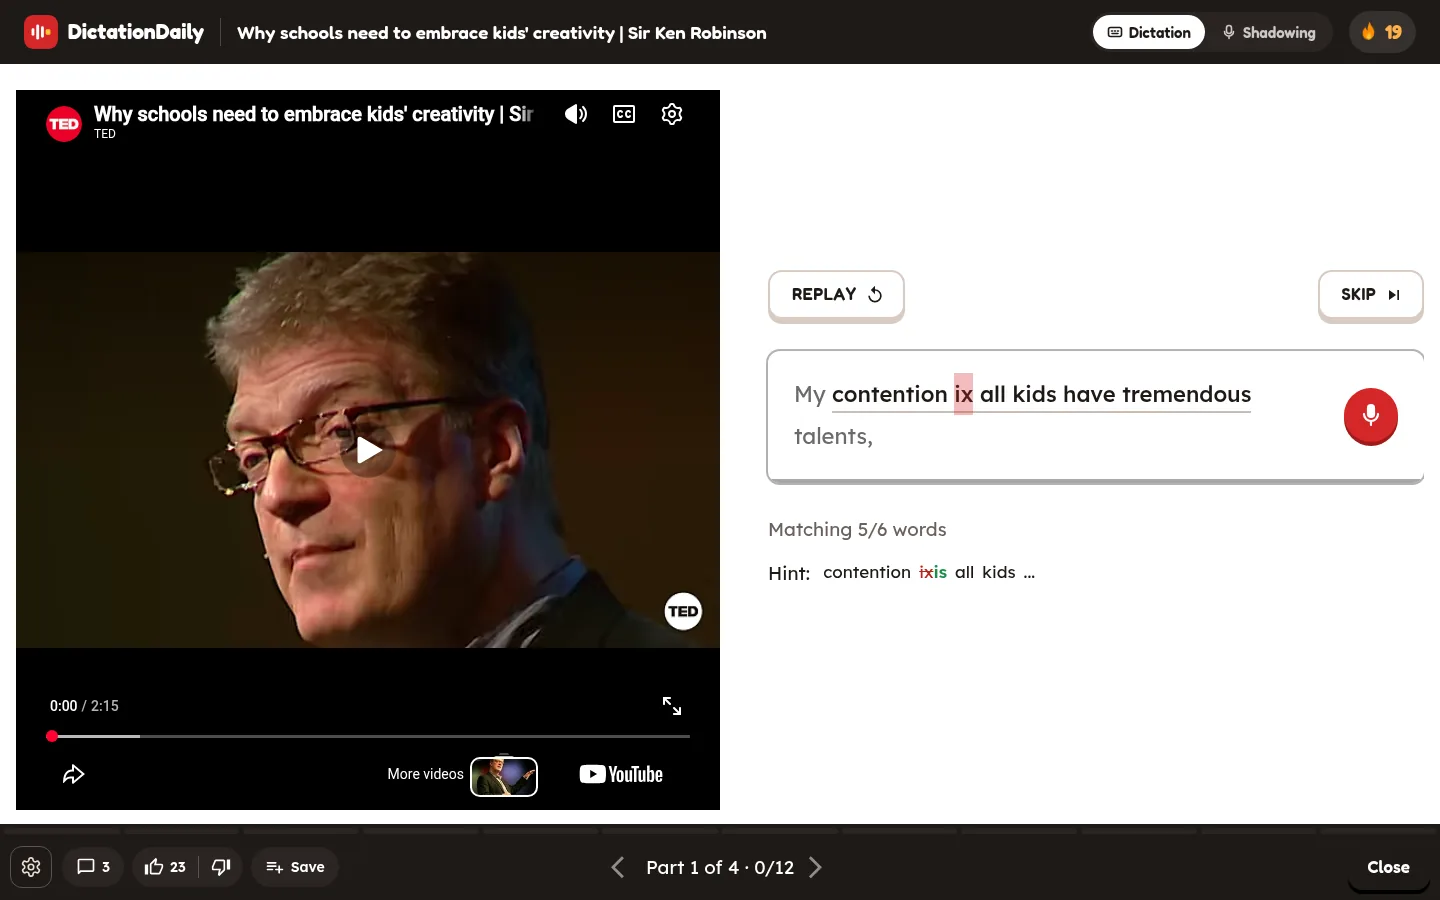 DictationDaily
Why schools need to embrace kids' creativity | Sir Ken Robinson
Dictation
Shadowing
19
TED
Why schools need to embrace kids' creativity | Sir
TED
CC
REPLAY
SKIP
My contention ix all kids have tremendous
talents,
Matching 5/6 words
Hint: contention ixis all kids ...
TED
0:00 / 2:15
More videos
YouTube
3
23
Save
Part 1 of 4 · 0/12
Close